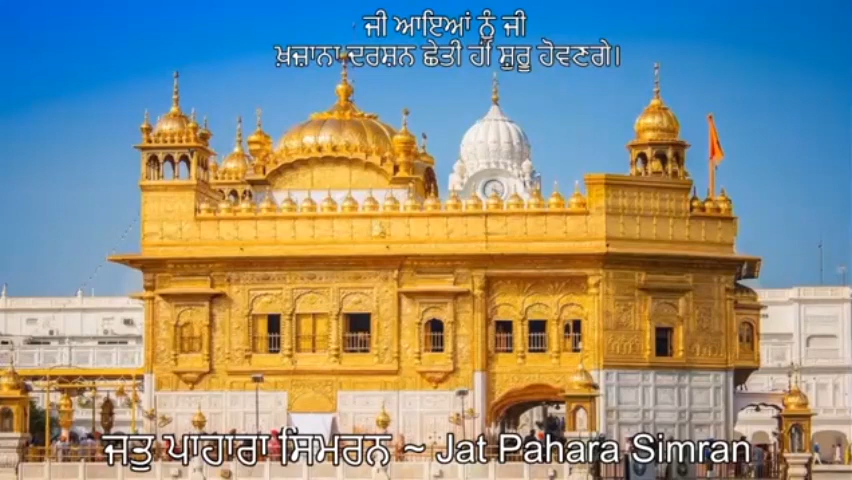 ਜੀ ਆਇਆਂ ਨੂੰ ਜੀ
ਖ਼ਜ਼ਾਨਾ ਦਰਸ਼ਨ ਛੇਤੀ ਹੀ ਸ਼ੁਰੂ ਹੋਵਣਗੇ।
ਜਤੁ ਪਾਹਾਰਾ ਸਿਮਰਨ ~ Jat Pahara Simran